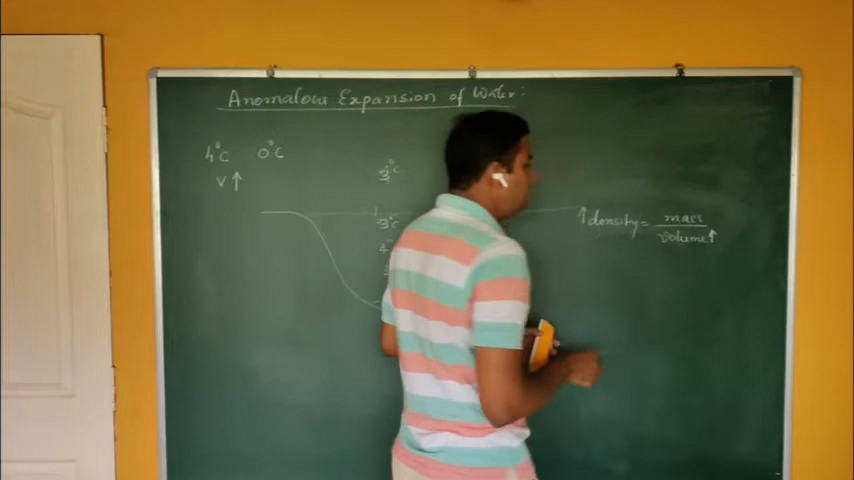 Anomalous Expansion of Water:
4°C 0°C
V↑
3°C
3°C
4°
↑density = mass / volume↑